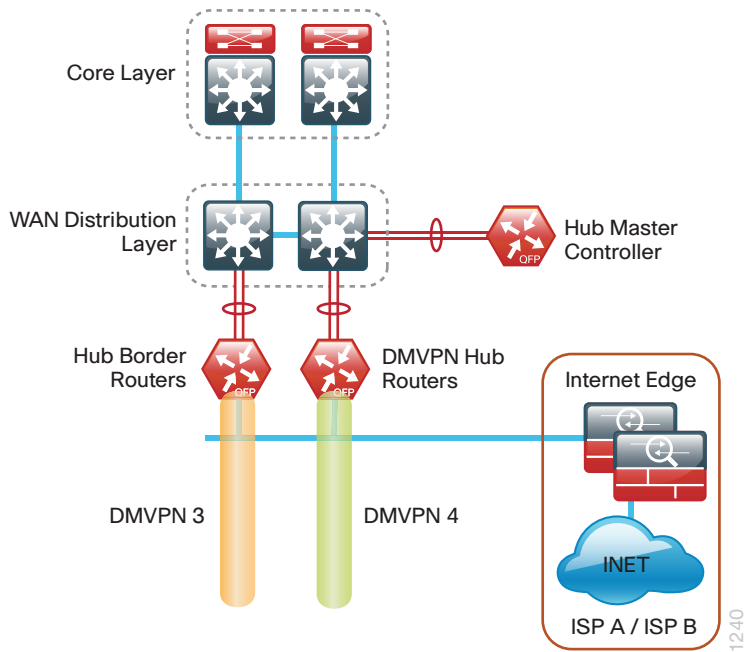 Core Layer
WAN Distribution
Layer
Hub Master
Controller
QFP
Hub Border
Routers
QFP
DMVPN Hub
Routers
QFP
Internet Edge
DMVPN 3
DMVPN 4
INET
ISP A / ISP B
1240